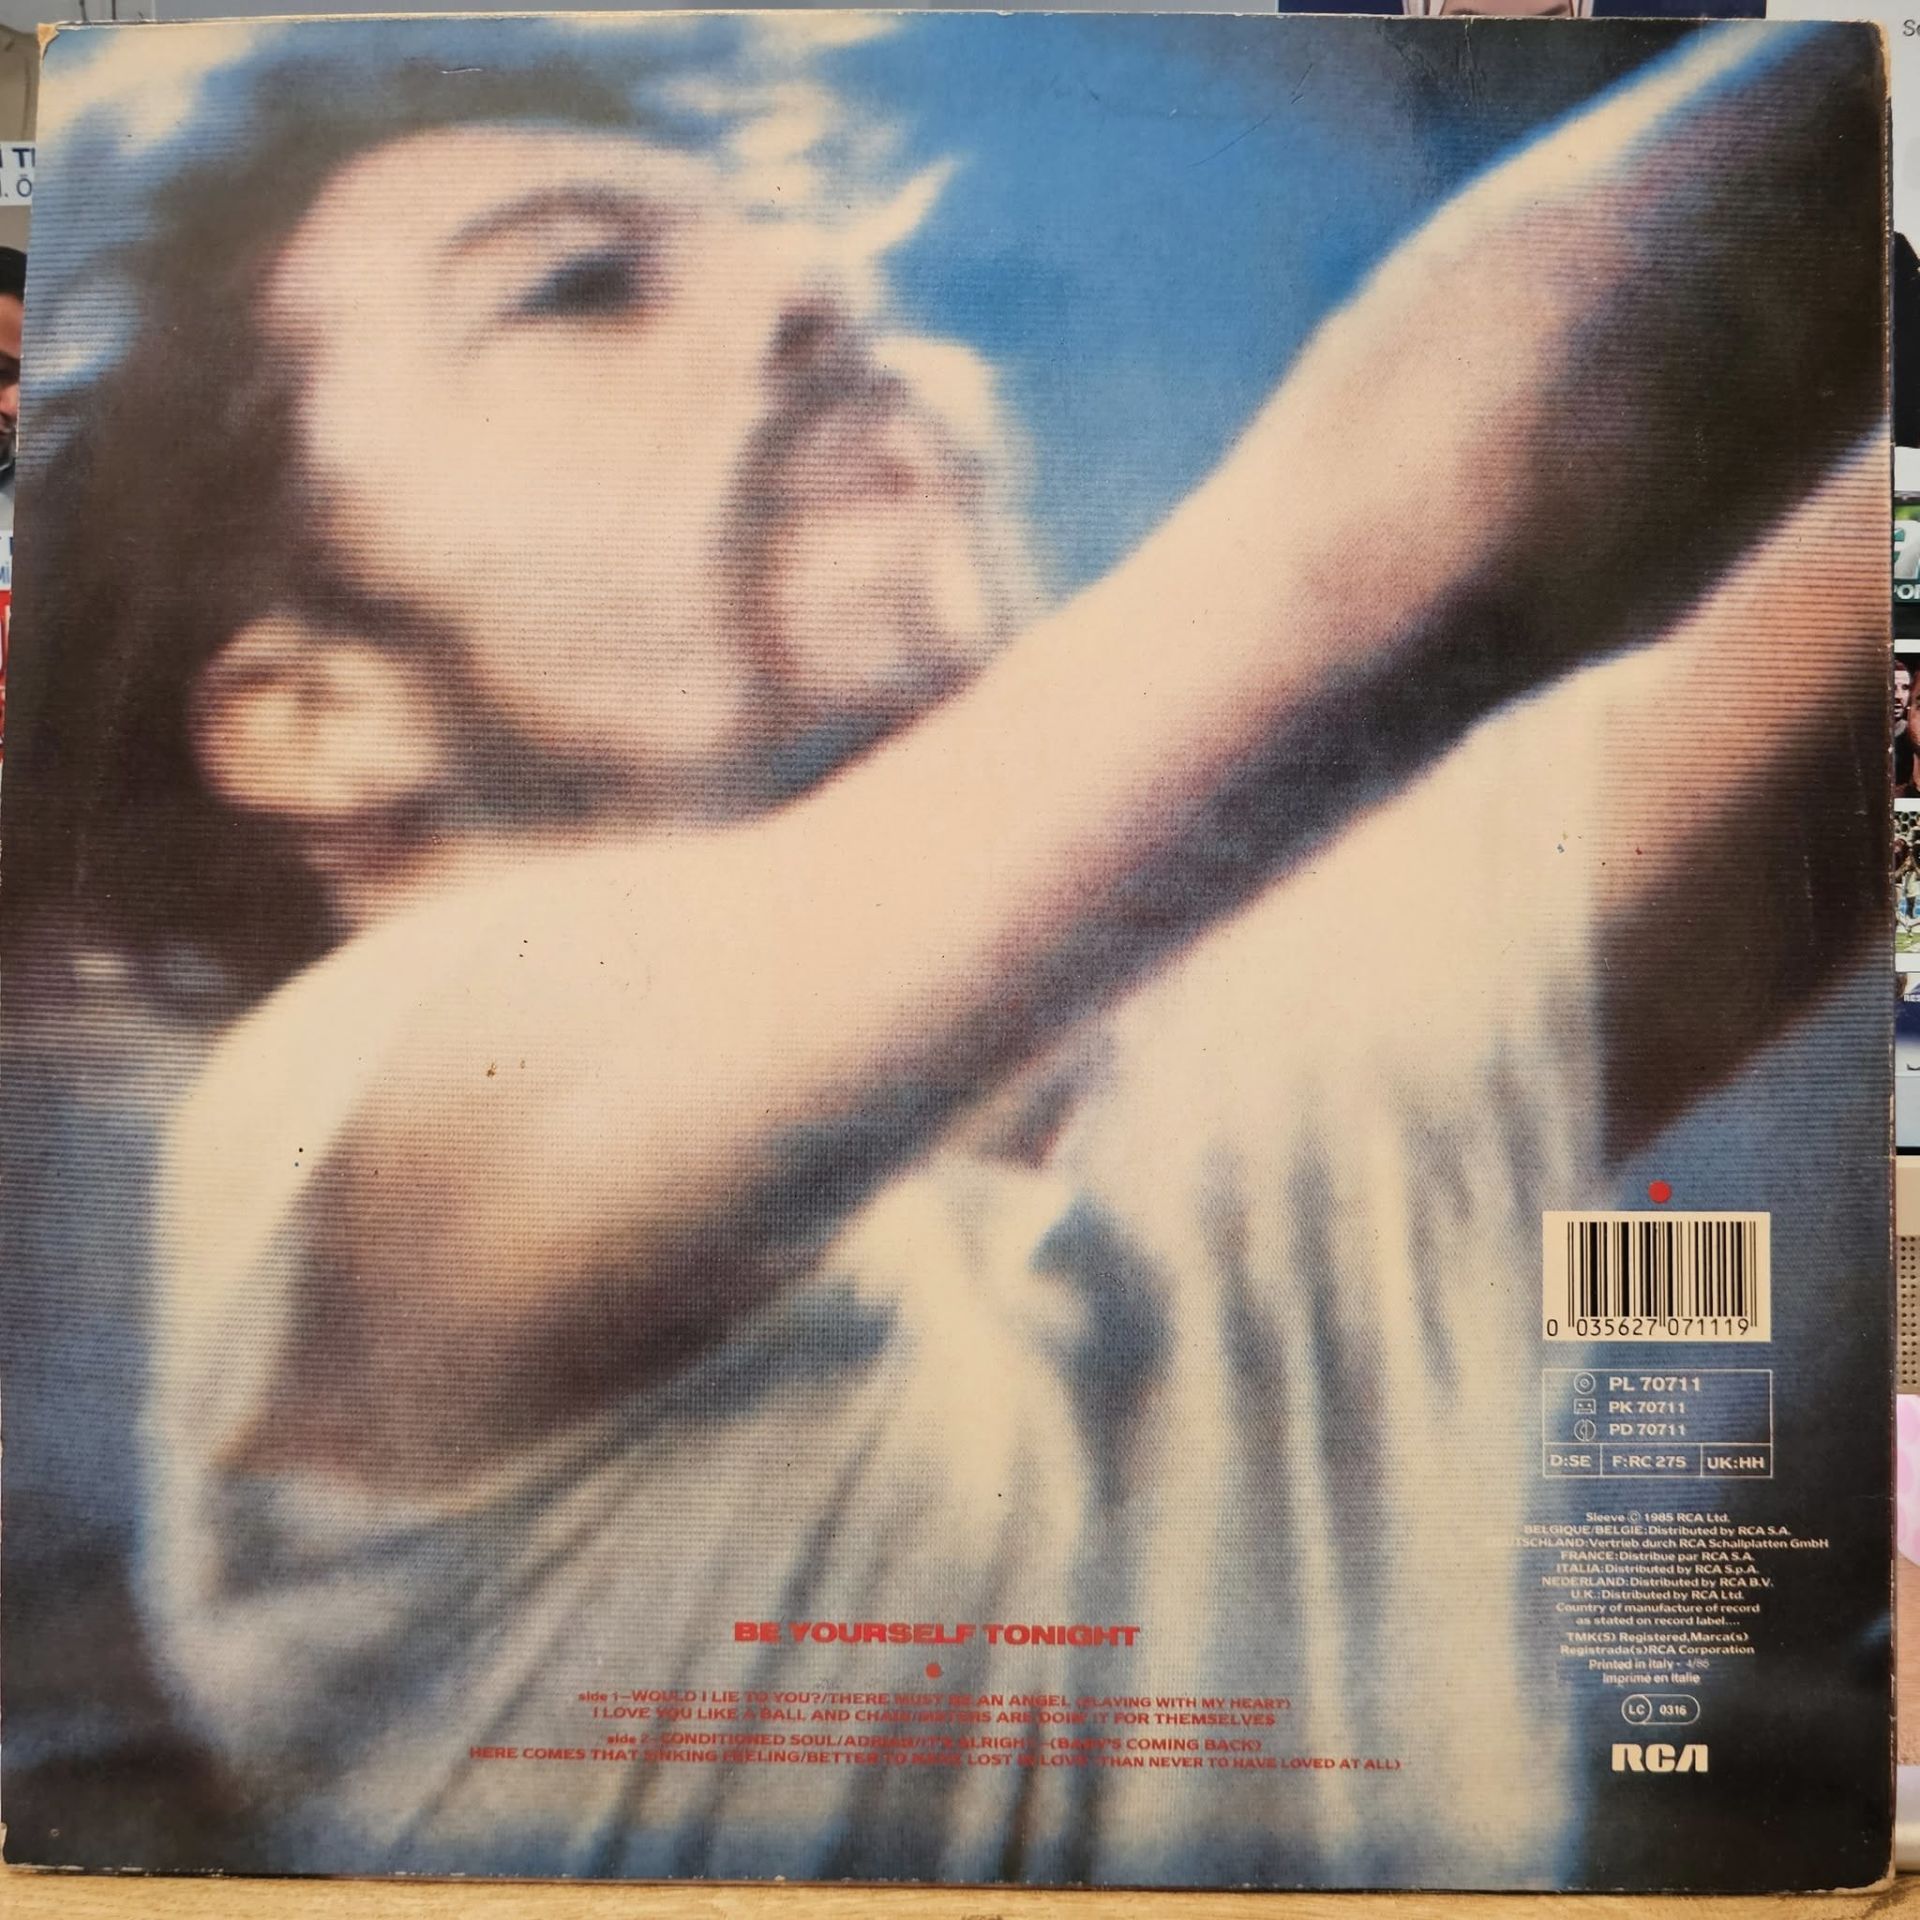 0 035627 071119
PL 70711
PK 70711
PD 70711
D:SE F:RC 275 UK:HH
Sleeve © 1985 RCA Ltd.
BELGIQUE/BELGIE:Distributed by RCA S.A.
DEUTSCHLAND:Vertrieb durch RCA Schallplatten GmbH
FRANCE:Distribue par RCA S.A.
ITALIA:Distributed by RCA S.p.A.
NEDERLAND:Distributed by RCA B.V.
U.K.:Distributed by RCA Ltd.
Country of manufacture of record
as stated on record label....
TMK(S) Registered,Marca(s)
Registrada(s)RCA Corporation
Printed in Italy - 4/85
Imprimé en Italie
LC 0316
RCA
BE YOURSELF TONIGHT
side 1–WOULD I LIE TO YOU?/THERE MUST BE AN ANGEL (PLAYING WITH MY HEART)
I LOVE YOU LIKE A BALL AND CHAIN/SISTERS ARE DOIN' IT FOR THEMSELVES
side 2–CONDITIONED SOUL/ADRIAN/IT'S ALRIGHT–(BABY'S COMING BACK)
HERE COMES THAT SINKING FEELING/BETTER TO HAVE LOST IN LOVE (THAN NEVER TO HAVE LOVED AT ALL)